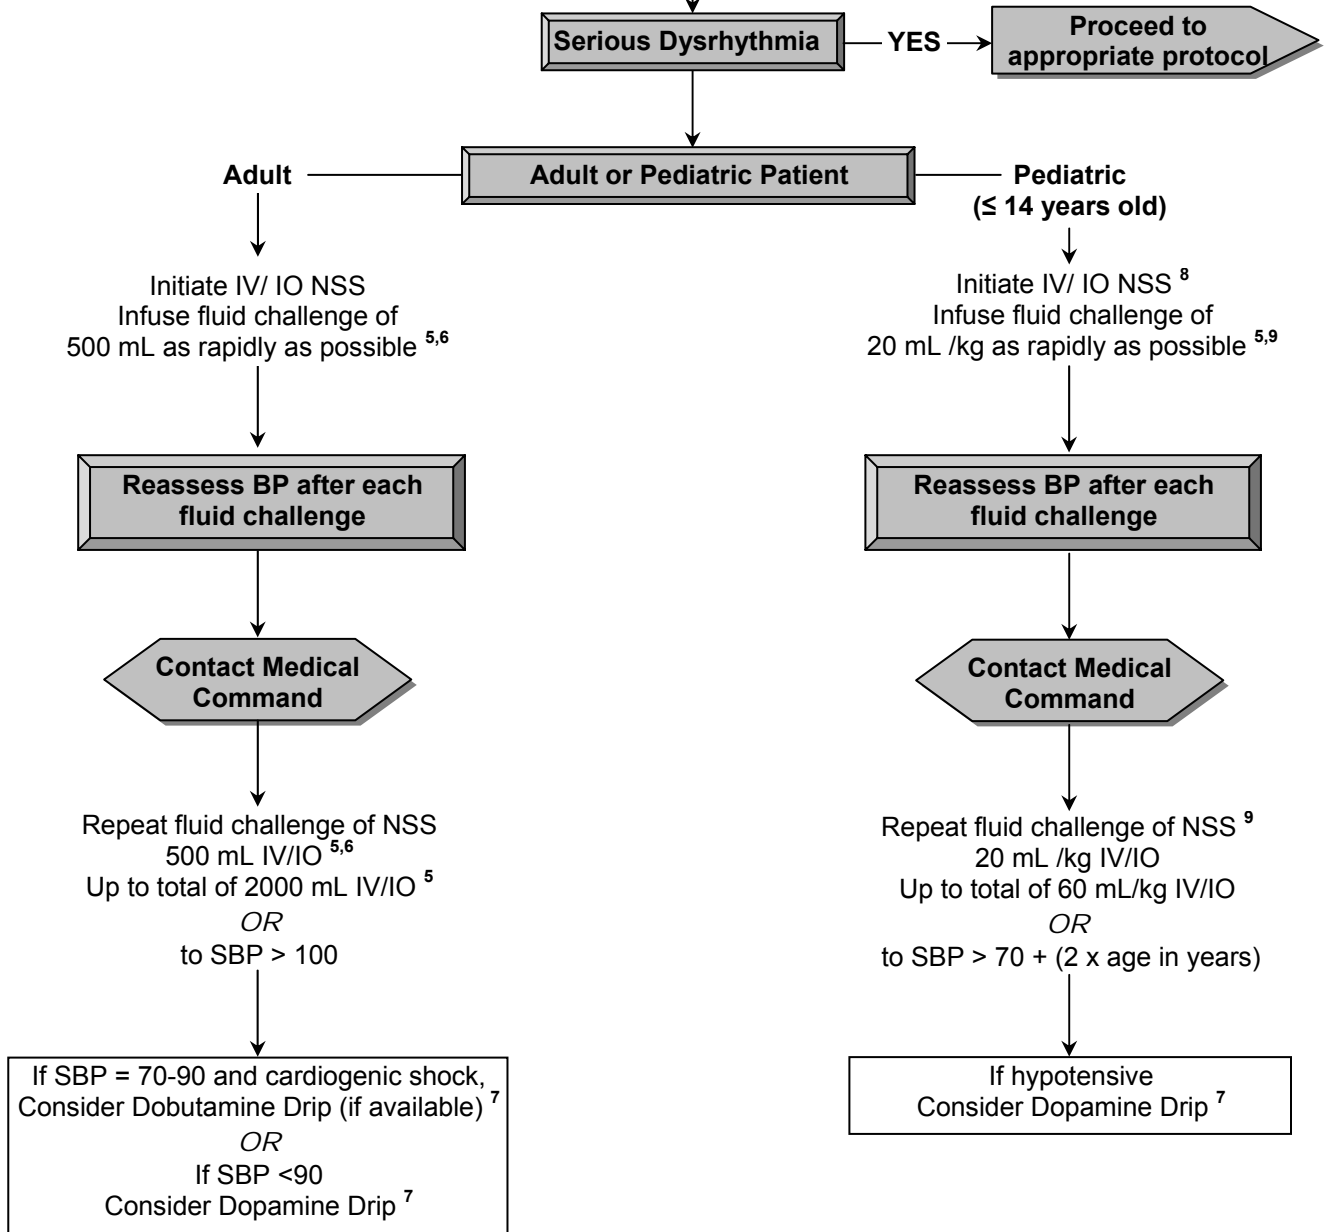 Serious Dysrhythmia
YES
Proceed to
appropriate protocol
Adult or Pediatric Patient
Adult
Initiate IV/ IO NSS
Infuse fluid challenge of
500 mL as rapidly as possible 5,6
Reassess BP after each
fluid challenge
Contact Medical
Command
Repeat fluid challenge of NSS
500 mL IV/IO 5,6
Up to total of 2000 mL IV/IO 5
OR
to SBP > 100
If SBP = 70-90 and cardiogenic shock,
Consider Dobutamine Drip (if available) 7
OR
If SBP <90
Consider Dopamine Drip 7
Pediatric
(≤ 14 years old)
Initiate IV/ IO NSS 8
Infuse fluid challenge of
20 mL /kg as rapidly as possible 5,9
Reassess BP after each
fluid challenge
Contact Medical
Command
Repeat fluid challenge of NSS 9
20 mL /kg IV/IO
Up to total of 60 mL/kg IV/IO
OR
to SBP > 70 + (2 x age in years)
If hypotensive
Consider Dopamine Drip 7